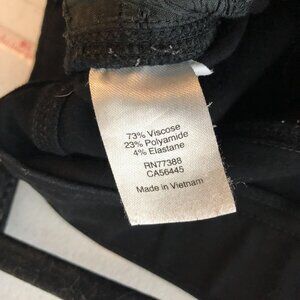 73% Viscose
23% Polyamide
4% Elastane
RN77388
CA56445
Made in Vietnam